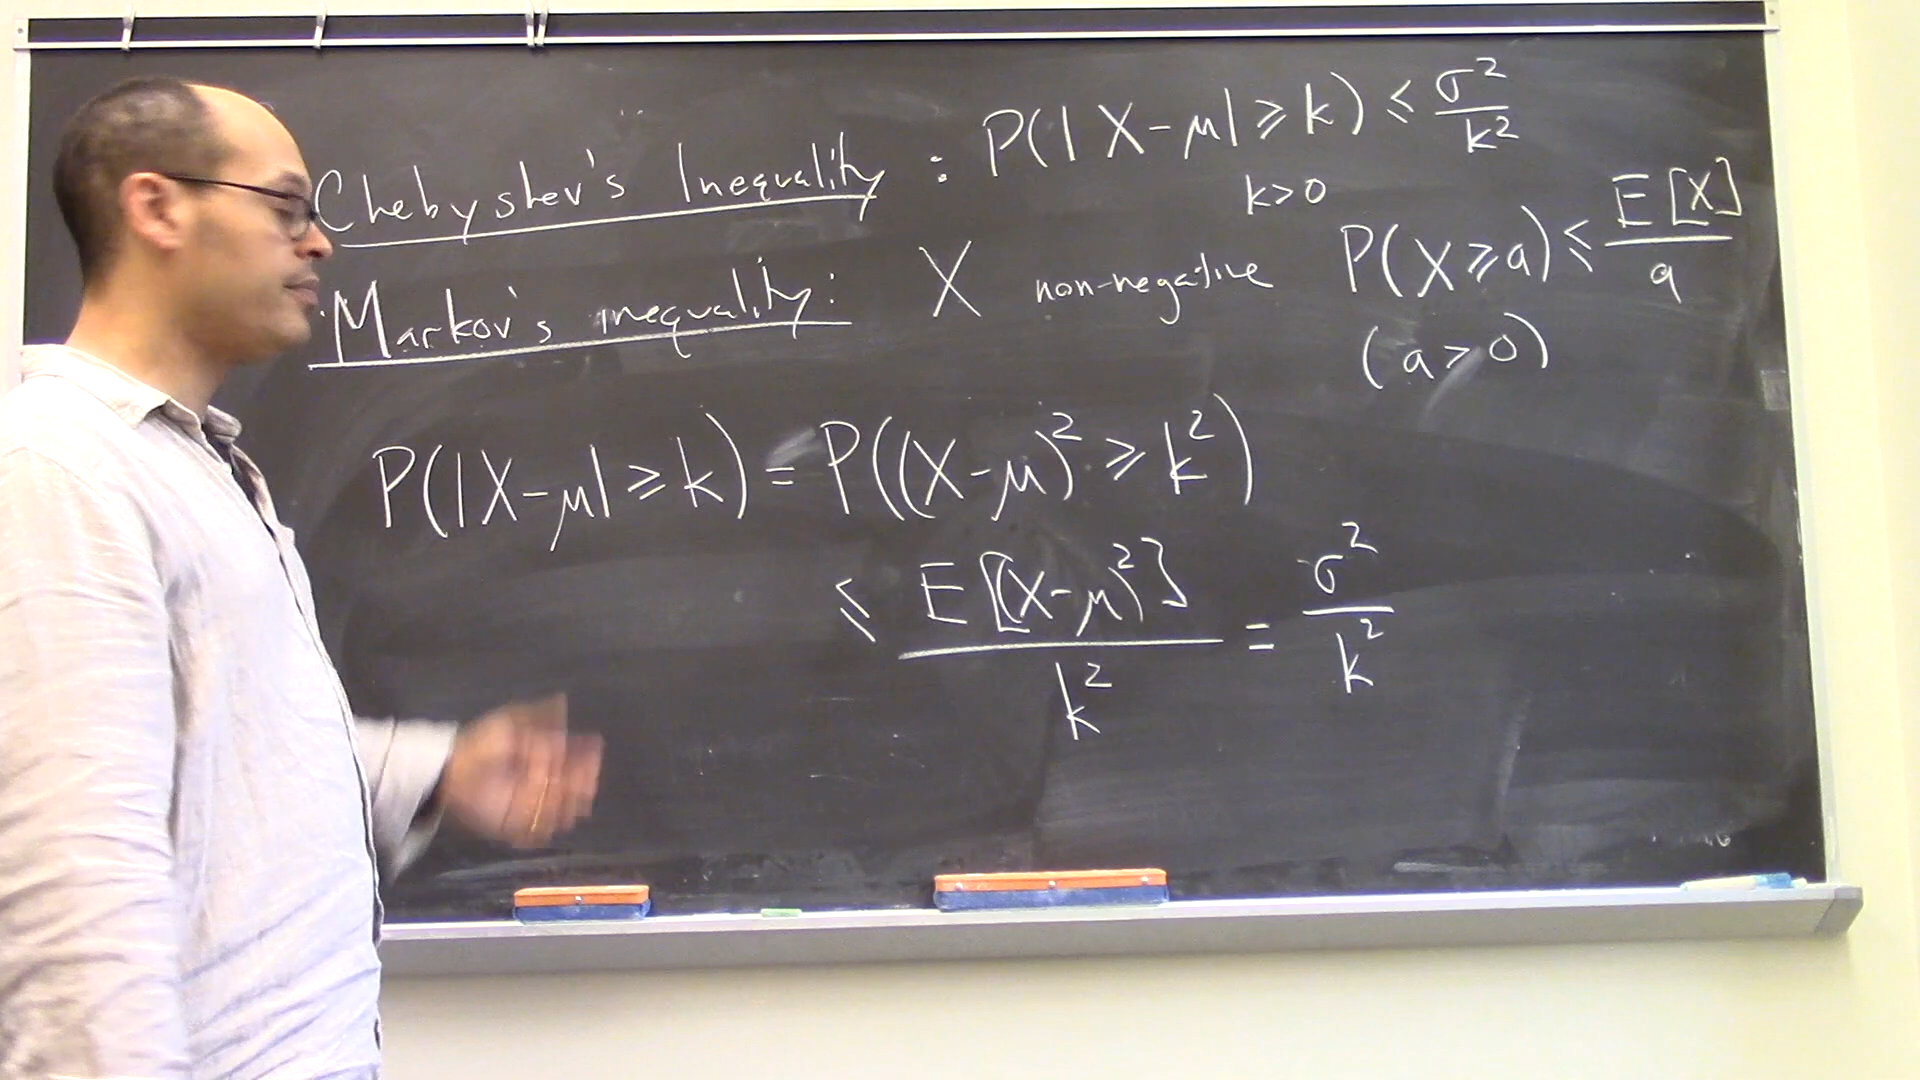 Chebyshev's Inequality : P(|X-μ|⩾k) ⩽ σ²/k²
k>0
Markov's inequality: X non-negative P(X⩾a) ⩽ E[X]/a
(a>0)
P(|X-μ|⩾k) = P((X-μ)²⩾k²)
⩽ E[(X-μ)²]/k² = σ²/k²